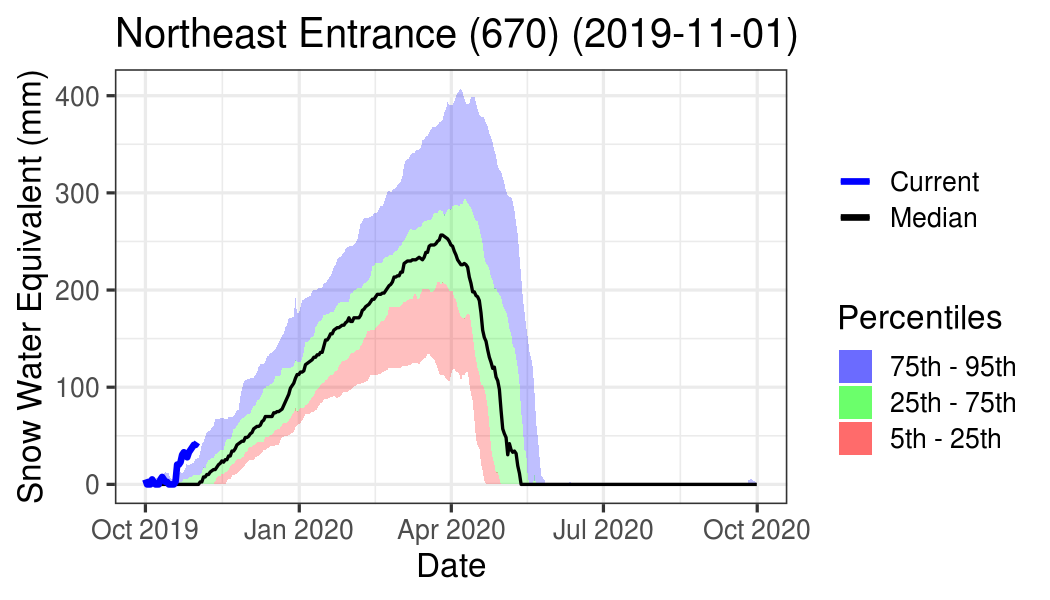 Northeast Entrance (670) (2019-11-01)
Snow Water Equivalent (mm)
400
300
200
100
0
Oct 2019
Jan 2020
Apr 2020
Jul 2020
Oct 2020
Date
Current
Median
Percentiles
75th - 95th
25th - 75th
5th - 25th